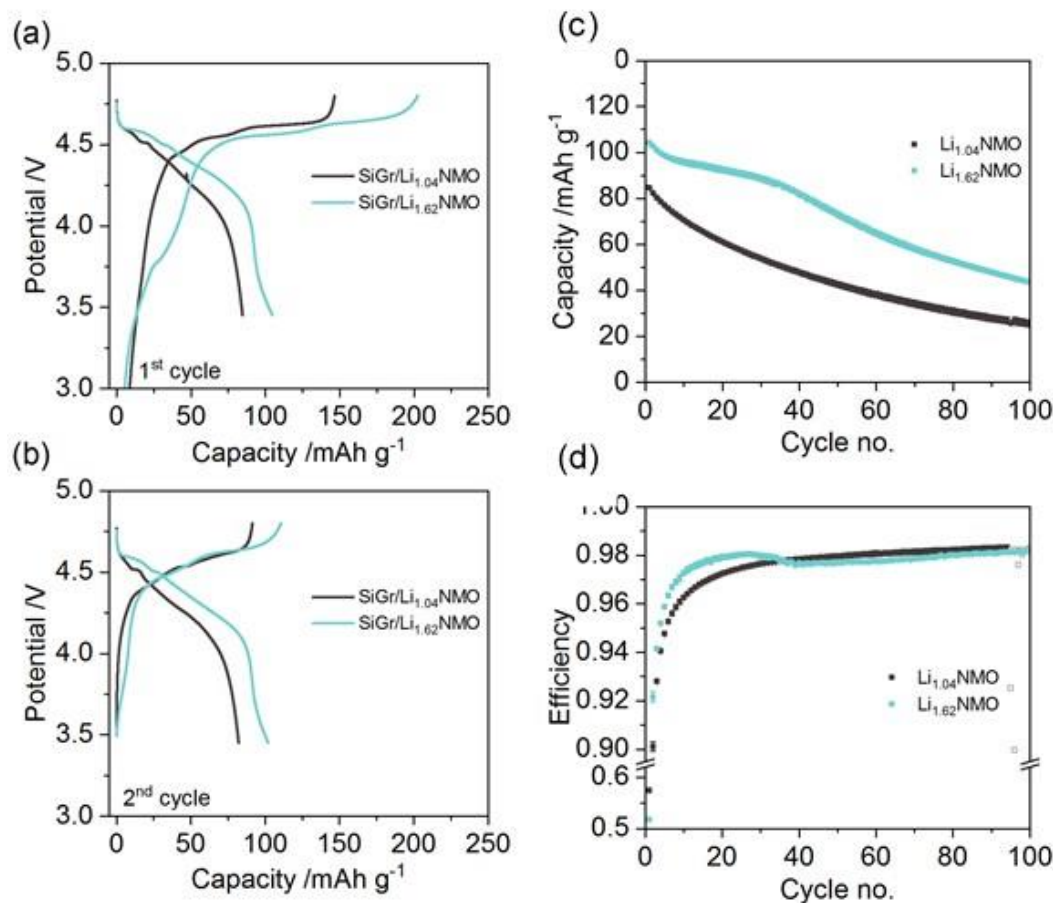 (a)
5.0
4.5
4.0
3.5
3.0
Potential /V
SiGr/Li1.04NMO
SiGr/Li1.62NMO
1st cycle
0 50 100 150 200 250
Capacity /mAh g-1
(b)
5.0
4.5
4.0
3.5
3.0
Potential /V
SiGr/Li1.04NMO
SiGr/Li1.62NMO
2nd cycle
0 50 100 150 200 250
Capacity /mAh g-1
(c)
0
120
100
80
60
40
20
0
Capacity /mAh g-1
Li1.04NMO
Li1.62NMO
0 20 40 60 80 100
Cycle no.
(d)
1.00
0.98
0.96
0.94
0.92
0.90
0.6
0.5
Efficiency
Li1.04NMO
Li1.62NMO
0 20 40 60 80 100
Cycle no.